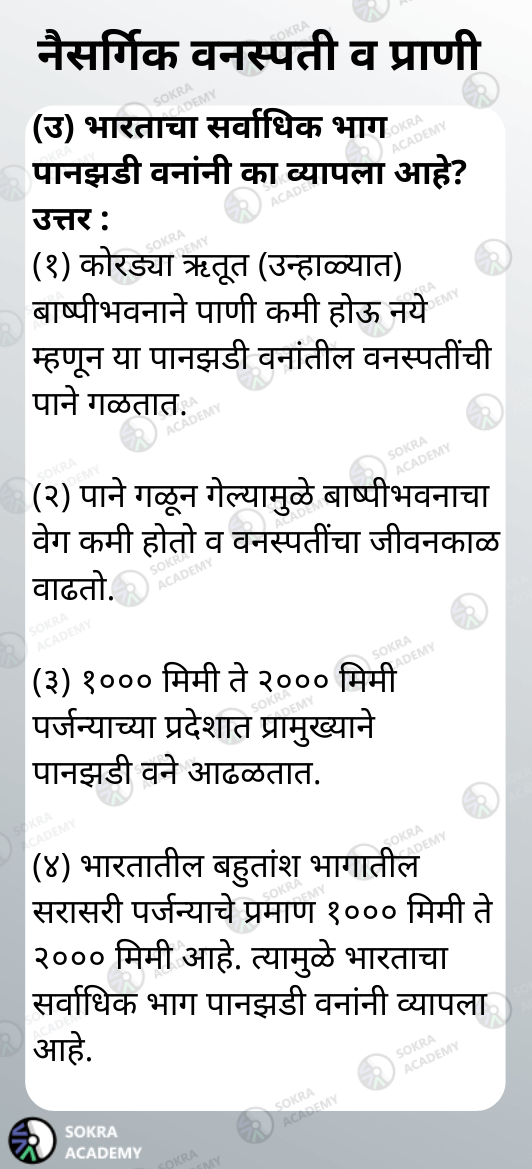 नैसर्गिक वनस्पती व प्राणी
(उ) भारताचा सर्वाधिक भाग
पानझडी वनांनी का व्यापला आहे?
उत्तर :
(१) कोरड्या ऋतूत (उन्हाळ्यात)
बाष्पीभवनाने पाणी कमी होऊ नये
म्हणून या पानझडी वनांतील वनस्पतींची
पाने गळतात.
(२) पाने गळून गेल्यामुळे बाष्पीभवनाचा
वेग कमी होतो व वनस्पतींचा जीवनकाळ
वाढतो.
(३) १००० मिमी ते २००० मिमी
पर्जन्याच्या प्रदेशात प्रामुख्याने
पानझडी वने आढळतात.
(४) भारतातील बहुतांश भागातील
सरासरी पर्जन्याचे प्रमाण १००० मिमी ते
२००० मिमी आहे. त्यामुळे भारताचा
सर्वाधिक भाग पानझडी वनांनी व्यापला
आहे.
SOKRA
ACADEMY